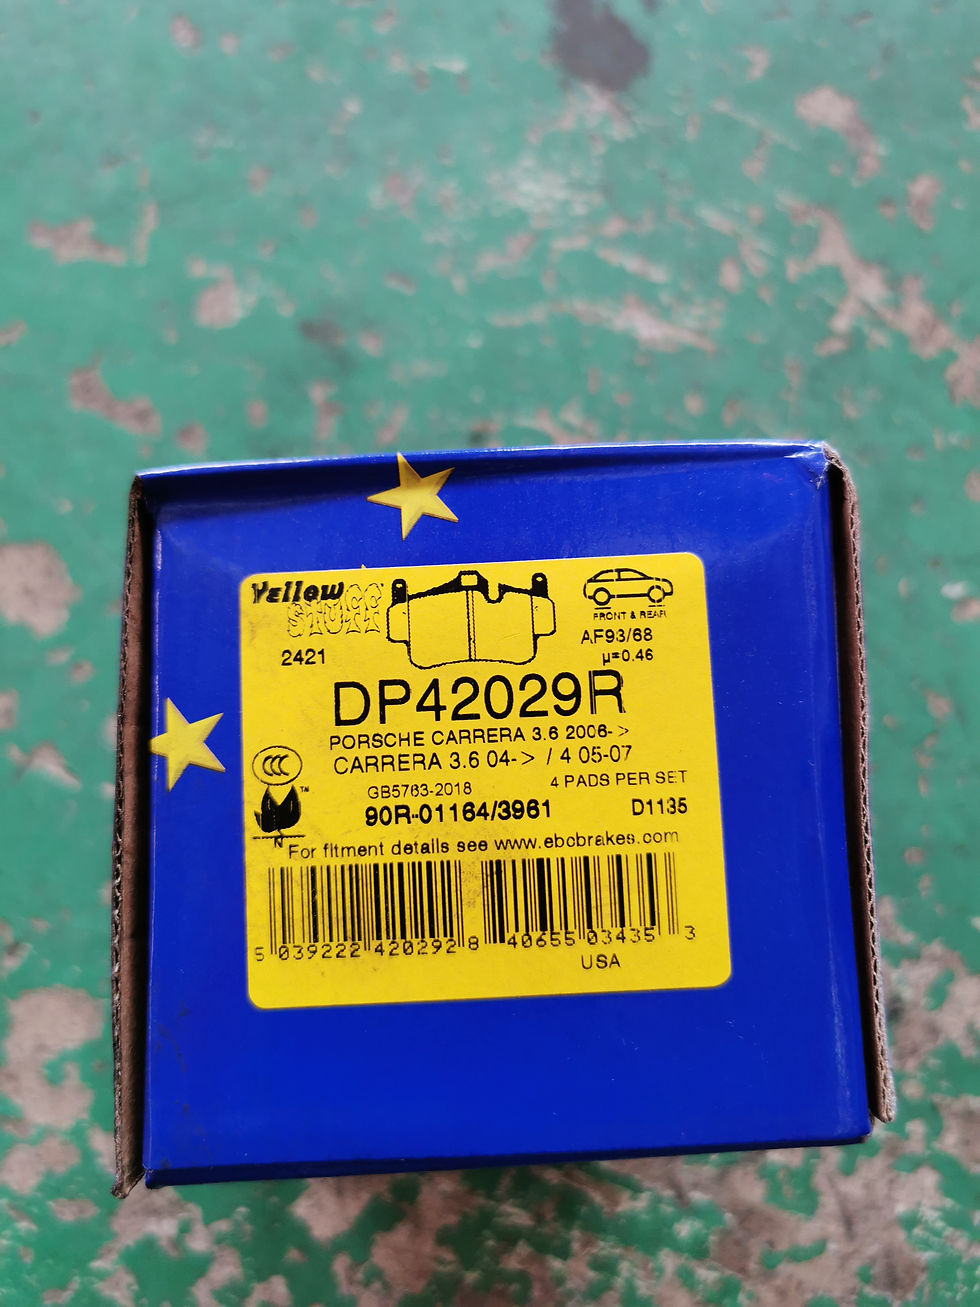 Yellow
STUFF
2421
FRONT & REAR
AF93/68
µ=0.46
DP42029R
PORSCHE CARRERA 3.6 2006->
CARRERA 3.6 04-> / 4 05-07
CCC
GB5763-2018 4 PADS PER SET
TM
90R-01164/3961 D1135
N
For fitment details see www.ebcbrakes.com
5 039222 420292 8 40655 03435 3
USA